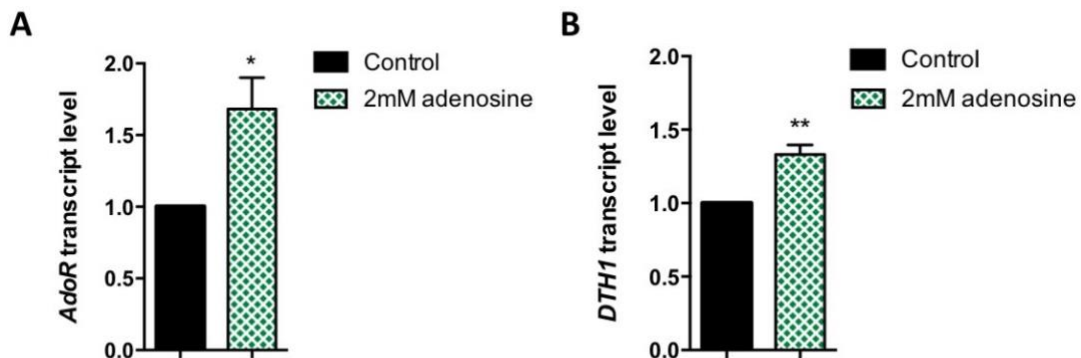 A
AdoR transcript level
2.0
1.5
1.0
0.5
0.0
*
Control
2mM adenosine
B
DTH1 transcript level
2.0
1.5
1.0
0.5
0.0
**
Control
2mM adenosine